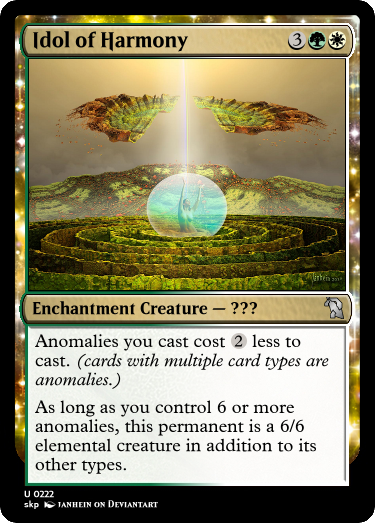 Idol of Harmony 3
Enchantment Creature — ???
Anomalies you cast cost 2 less to
cast. (cards with multiple card types are
anomalies.)
As long as you control 6 or more
anomalies, this permanent is a 6/6
elemental creature in addition to its
other types.
U 0222
skp IANHEIN ON DEVIANTART